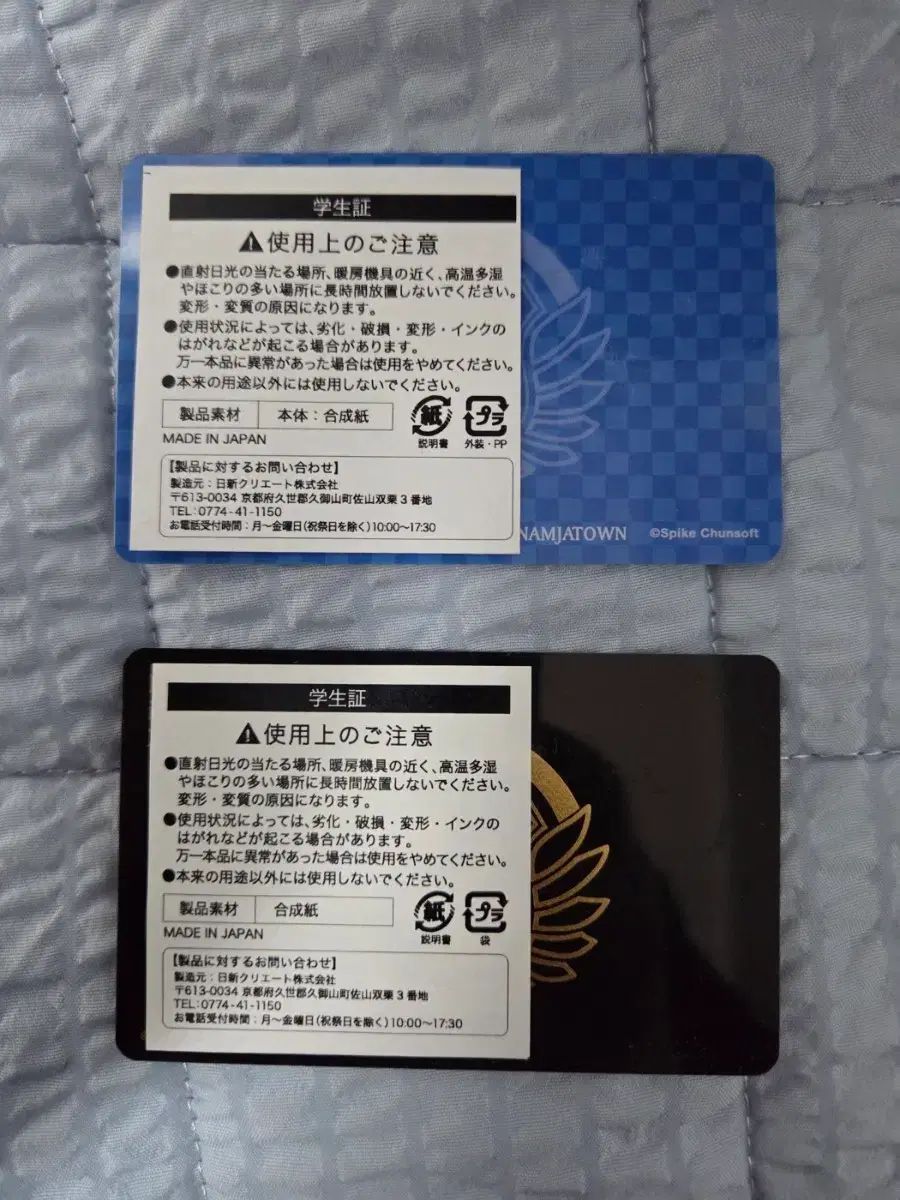 学生証
⚠使用上のご注意
●直射日光の当たる場所、暖房機具の近く、高温多湿
やほこりの多い場所に長時間放置しないでください。
変形・変質の原因になります。
●使用状況によっては、劣化・破損・変形・インクの
はがれなどが起こる場合があります。
万一本品に異常があった場合は使用をやめてください。
●本来の用途以外には使用しないでください。
製品素材 本体:合成紙
紙 プラ
説明書 外装・PP
MADE IN JAPAN
【製品に対するお問い合わせ】
製造元:日新クリエート株式会社
〒613-0034 京都府久世郡久御山町佐山双栗3番地
TEL:0774-41-1150
お電話受付時間:月〜金曜日(祝祭日を除く)10:00〜17:30
NAMJATOWN ©Spike Chunsoft
学生証
⚠使用上のご注意
●直射日光の当たる場所、暖房機具の近く、高温多湿
やほこりの多い場所に長時間放置しないでください。
変形・変質の原因になります。
●使用状況によっては、劣化・破損・変形・インクの
はがれなどが起こる場合があります。
万一本品に異常があった場合は使用をやめてください。
●本来の用途以外には使用しないでください。
製品素材 合成紙
紙 プラ
説明書 袋
MADE IN JAPAN
【製品に対するお問い合わせ】
製造元:日新クリエート株式会社
〒613-0034 京都府久世郡久御山町佐山双栗3番地
TEL:0774-41-1150
お電話受付時間:月〜金曜日(祝祭日を除く)10:00〜17:30